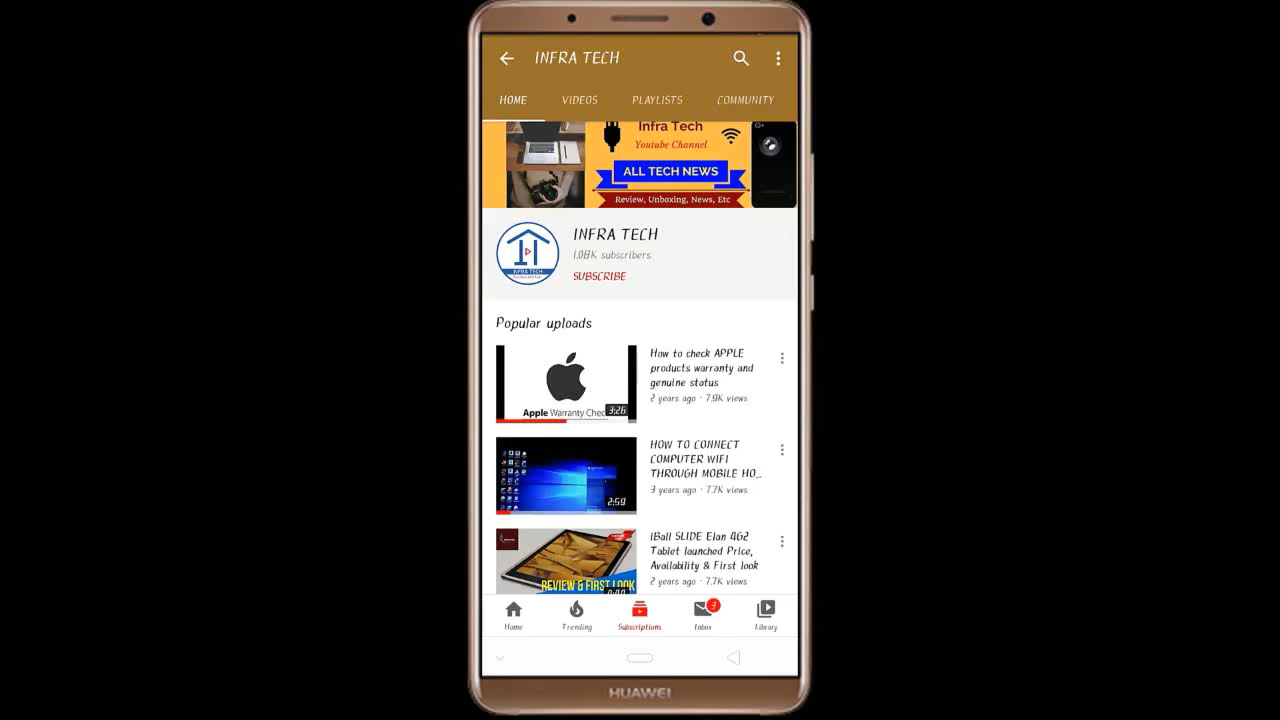 INFRA TECH
HOME VIDEOS PLAYLISTS COMMUNITY
Infra Tech
Youtube Channel
ALL TECH NEWS
Review, Unboxing, News, Etc
INFRA TECH
1.08K subscribers
SUBSCRIBE
INFRA TECH
Popular uploads
How to check APPLE
products warranty and
genuine status
2 years ago · 7.9K views
Apple Warranty Chec
3:26
HOW TO CONNECT
COMPUTER WIFI
THROUGH MOBILE HO...
3 years ago · 7.7K views
2:59
iBall SLIDE Elan 4G2
Tablet launched Price,
Availability & First look
2 years ago · 7.7K views
REVIEW & FIRST LOOK
Home Trending Subscriptions Inbox Library
HUAWEI